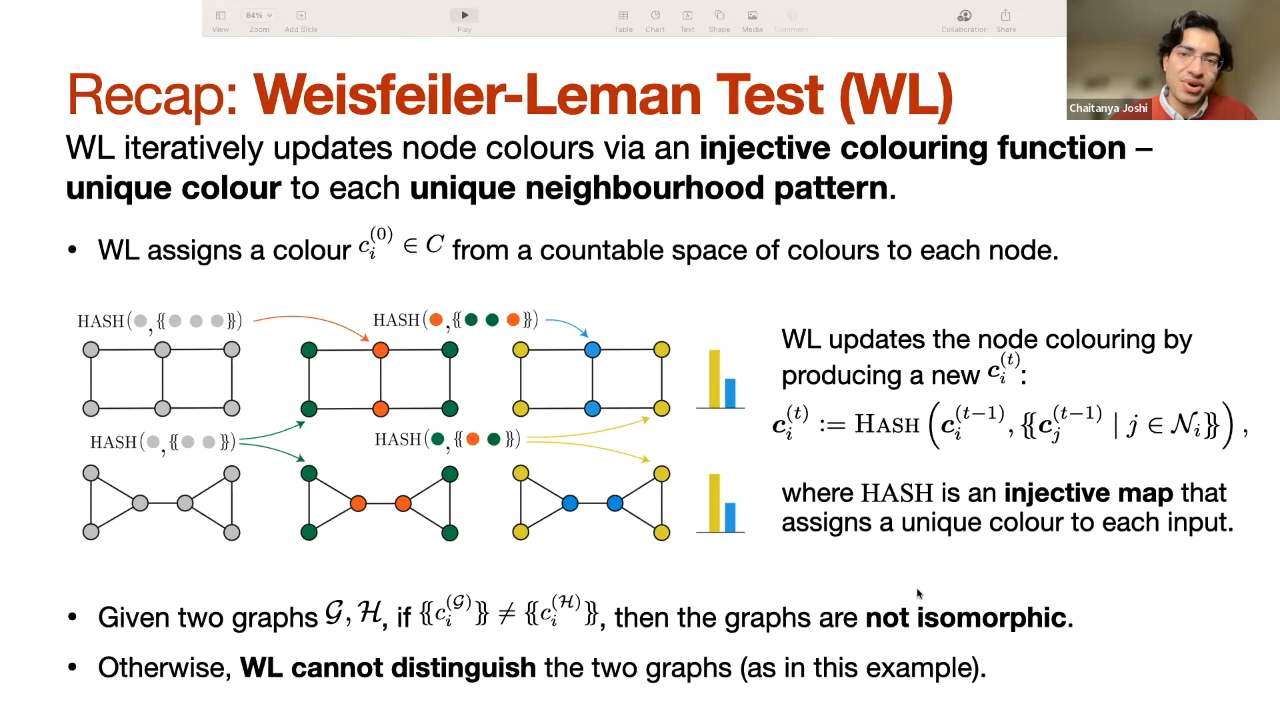 84%
View Zoom Add Slide Play Table Chart Text Shape Media Comment Collaboration Share
Chaitanya Joshi
Recap: Weisfeiler-Leman Test (WL)
WL iteratively updates node colours via an injective colouring function –
unique colour to each unique neighbourhood pattern.
• WL assigns a colour c_i^{(0)} ∈ C from a countable space of colours to each node.
HASH(●, {{● ● ●}}) HASH(●, {{● ● ●}})
HASH(●, {{● ●}}) HASH(●, {{● ●}})
WL updates the node colouring by
producing a new c_i^{(t)}:
c_i^{(t)} := HASH(c_i^{(t−1)}, {{c_j^{(t−1)} | j ∈ N_i}}),
where HASH is an injective map that
assigns a unique colour to each input.
• Given two graphs G, H, if {{c_i^{(G)}}} ≠ {{c_i^{(H)}}}, then the graphs are not isomorphic.
• Otherwise, WL cannot distinguish the two graphs (as in this example).